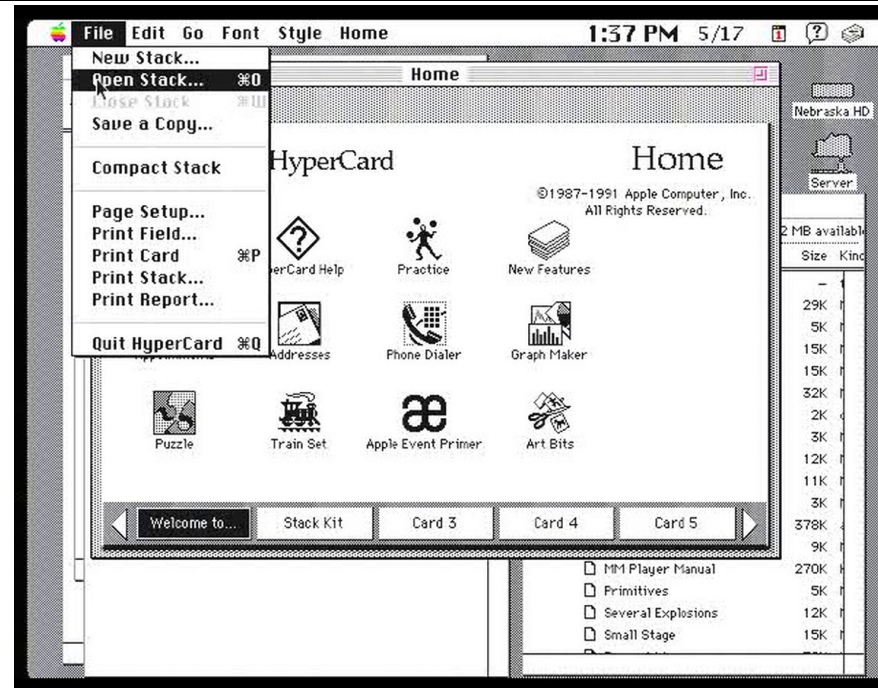 File Edit Go Font Style Home 1:37 PM 5/17
New Stack...
Open Stack... ⌘O
Close Stack ⌘W
Save a Copy...
Compact Stack
Page Setup...
Print Field...
Print Card ⌘P
Print Stack...
Print Report...
Quit HyperCard ⌘Q
Home
HyperCard
Home
©1987-1991 Apple Computer, Inc.
All Rights Reserved.
Practice
New Features
Addresses
Phone Dialer
Graph Maker
Puzzle
Train Set
Apple Event Primer
Art Bits
Welcome to...
Stack Kit
Card 3
Card 4
Card 5
Nebraska HD
Server
Size
–
29K
5K
15K
15K
32K
2K
3K
12K
11K
3K
378K
9K
MM Player Manual 270K
Primitives 5K
Several Explosions 12K
Small Stage 15K